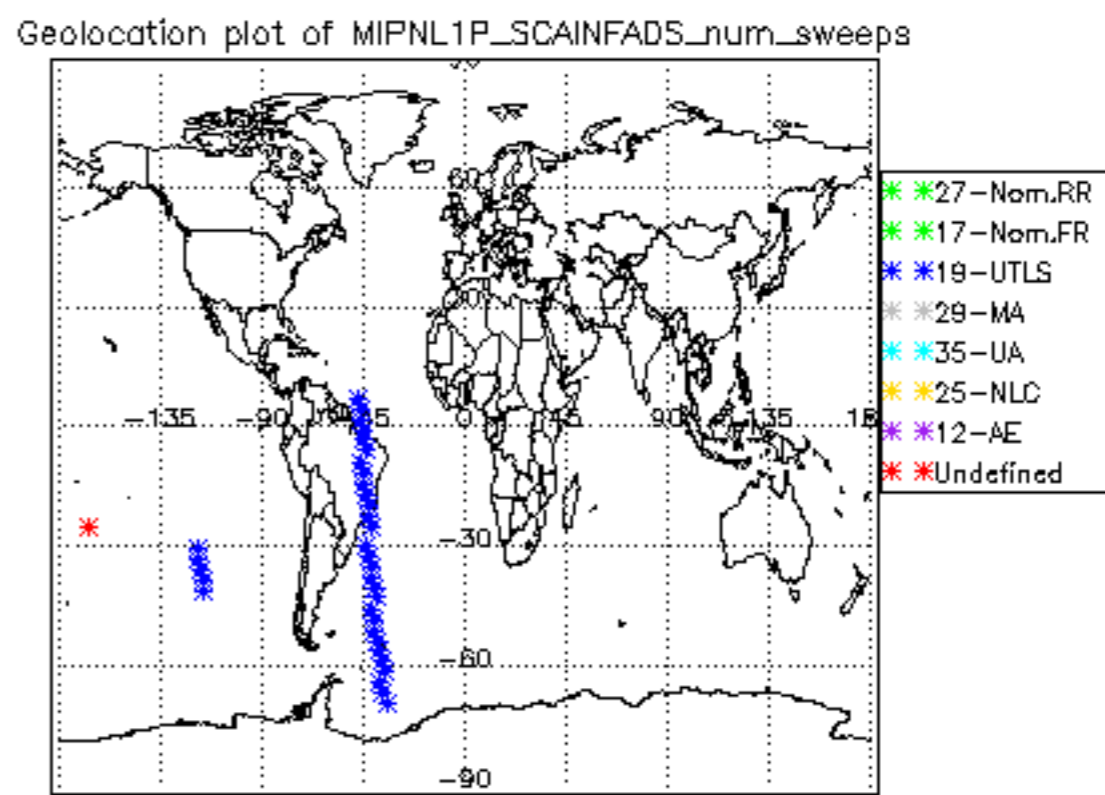 Geolocation plot of MIPNL1P_SCAINFADS_num_sweeps
60
27-Nom.RR
17-Nom.FR
19-UTLS
29-MA
35-UA
25-NLC
12-AE
Undefined
-135 -90 0 45 90 135
-30
-60
-90